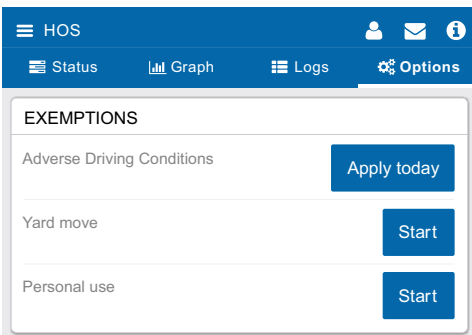 HOS
Status Graph Logs Options
EXEMPTIONS
Adverse Driving Conditions Apply today
Yard move Start
Personal use Start